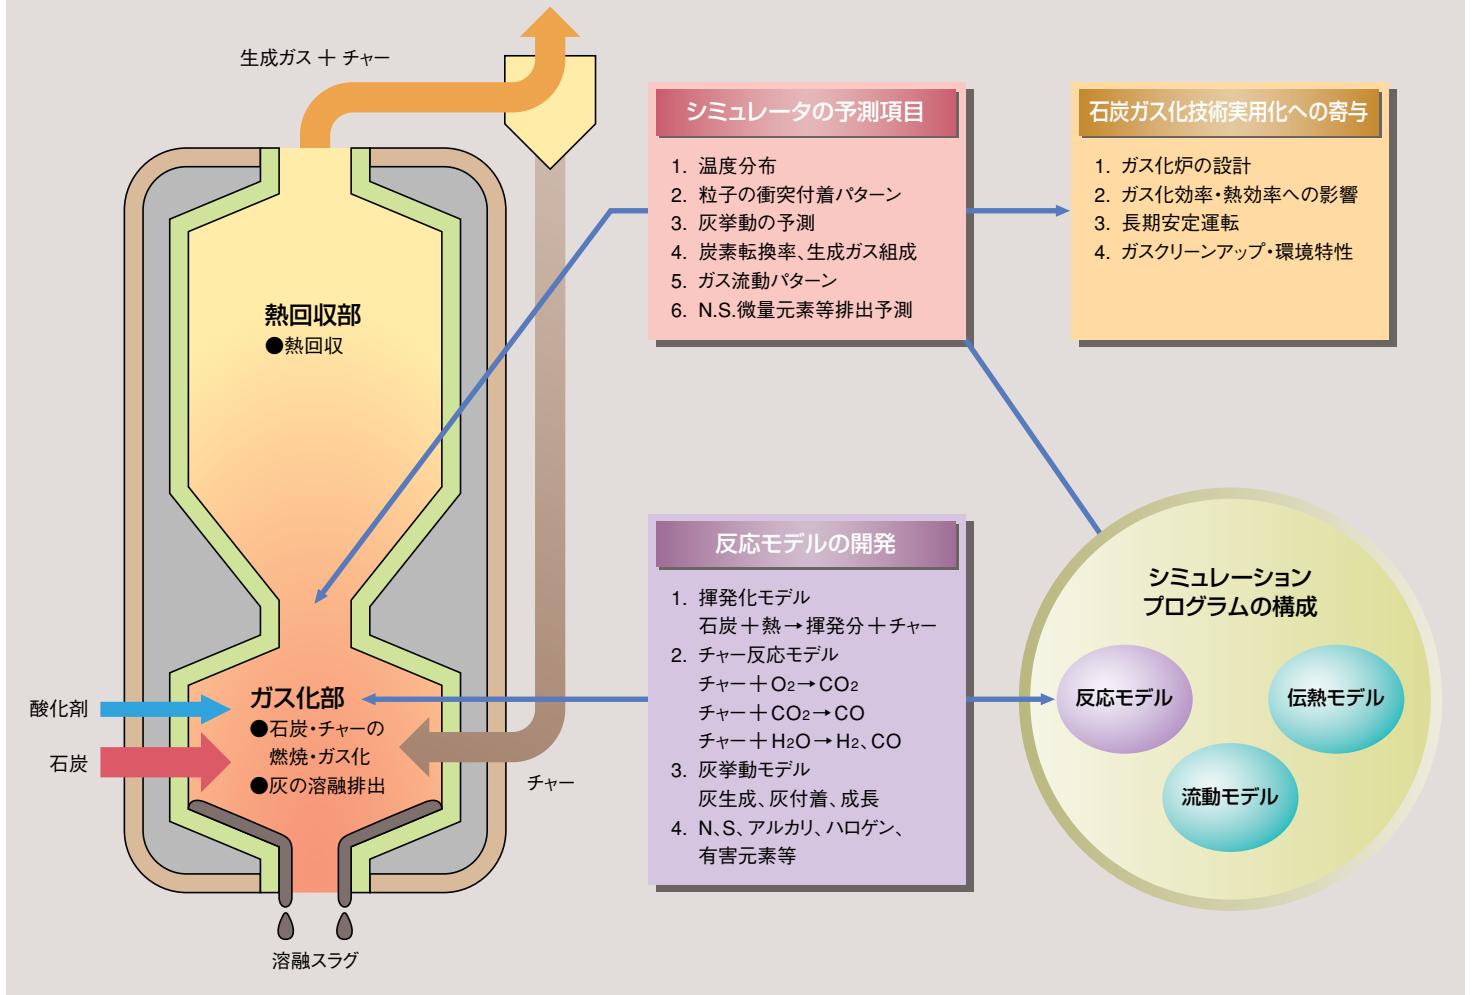 生成ガス ＋ チャー
熱回収部
●熱回収
ガス化部
●石炭・チャーの
燃焼・ガス化
●灰の溶融排出
酸化剤
石炭
チャー
溶融スラグ
シミュレータの予測項目
1. 温度分布
2. 粒子の衝突付着パターン
3. 灰挙動の予測
4. 炭素転換率、生成ガス組成
5. ガス流動パターン
6. N.S.微量元素等排出予測
石炭ガス化技術実用化への寄与
1. ガス化炉の設計
2. ガス化効率・熱効率への影響
3. 長期安定運転
4. ガスクリーンアップ・環境特性
反応モデルの開発
1. 揮発化モデル
石炭＋熱→揮発分＋チャー
2. チャー反応モデル
チャー＋O2→CO2
チャー＋CO2→CO
チャー＋H2O→H2、CO
3. 灰挙動モデル
灰生成、灰付着、成長
4. N、S、アルカリ、ハロゲン、
有害元素等
シミュレーション
プログラムの構成
反応モデル
伝熱モデル
流動モデル